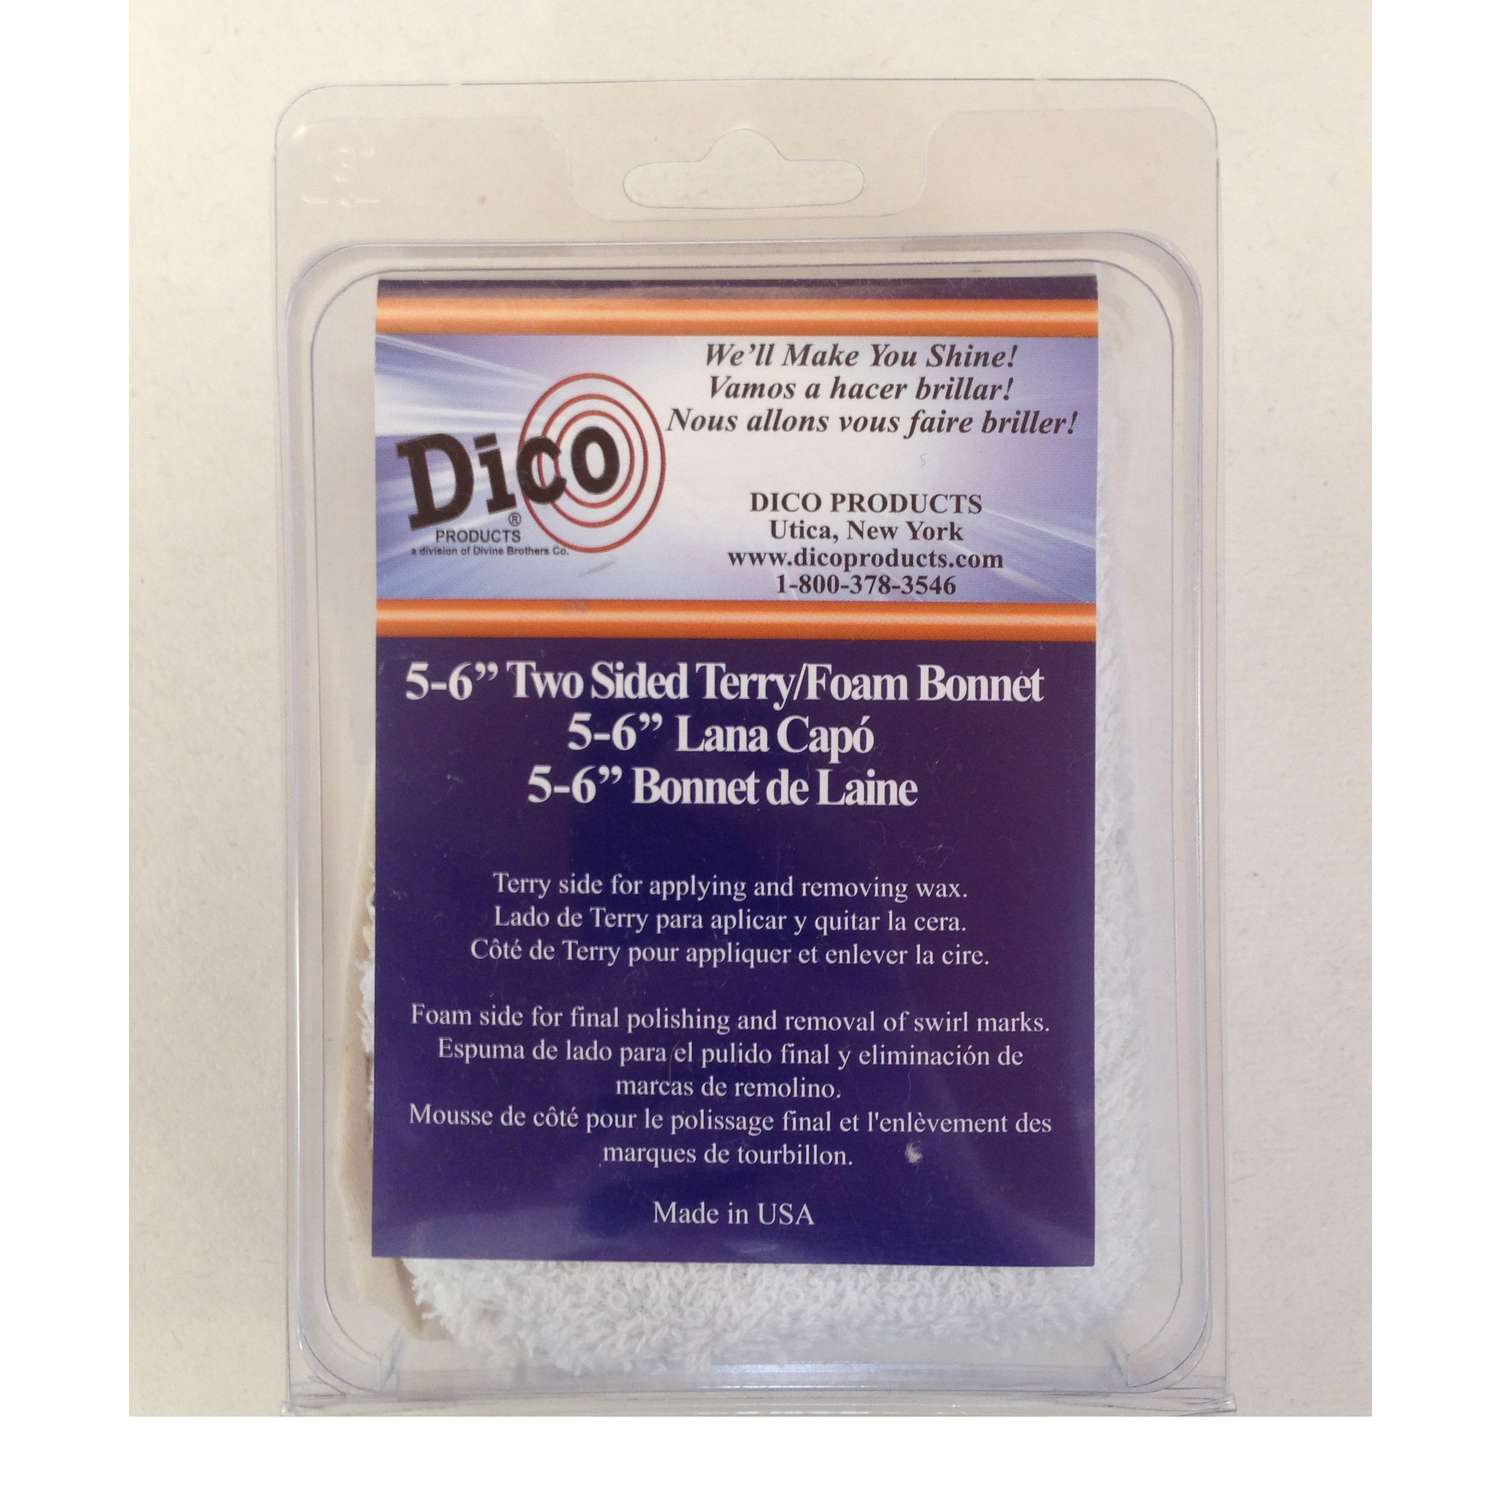 We'll Make You Shine!
Vamos a hacer brillar!
Nous allons vous faire briller!
Dico
®
PRODUCTS
a division of Divine Brothers Co.
DICO PRODUCTS
Utica, New York
www.dicoproducts.com
1-800-378-3546
5-6” Two Sided Terry/Foam Bonnet
5-6” Lana Capó
5-6” Bonnet de Laine
Terry side for applying and removing wax.
Lado de Terry para aplicar y quitar la cera.
Côté de Terry pour appliquer et enlever la cire.
Foam side for final polishing and removal of swirl marks.
Espuma de lado para el pulido final y eliminación de
marcas de remolino.
Mousse de côté pour le polissage final et l'enlèvement des
marques de tourbillon.
Made in USA